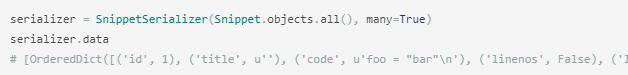 serializer = SnippetSerializer(Snippet.objects.all(), many=True)
serializer.data
# [OrderedDict([('id', 1), ('title', u''), ('code', u'foo = "bar"\n'), ('linenos', False), ('l